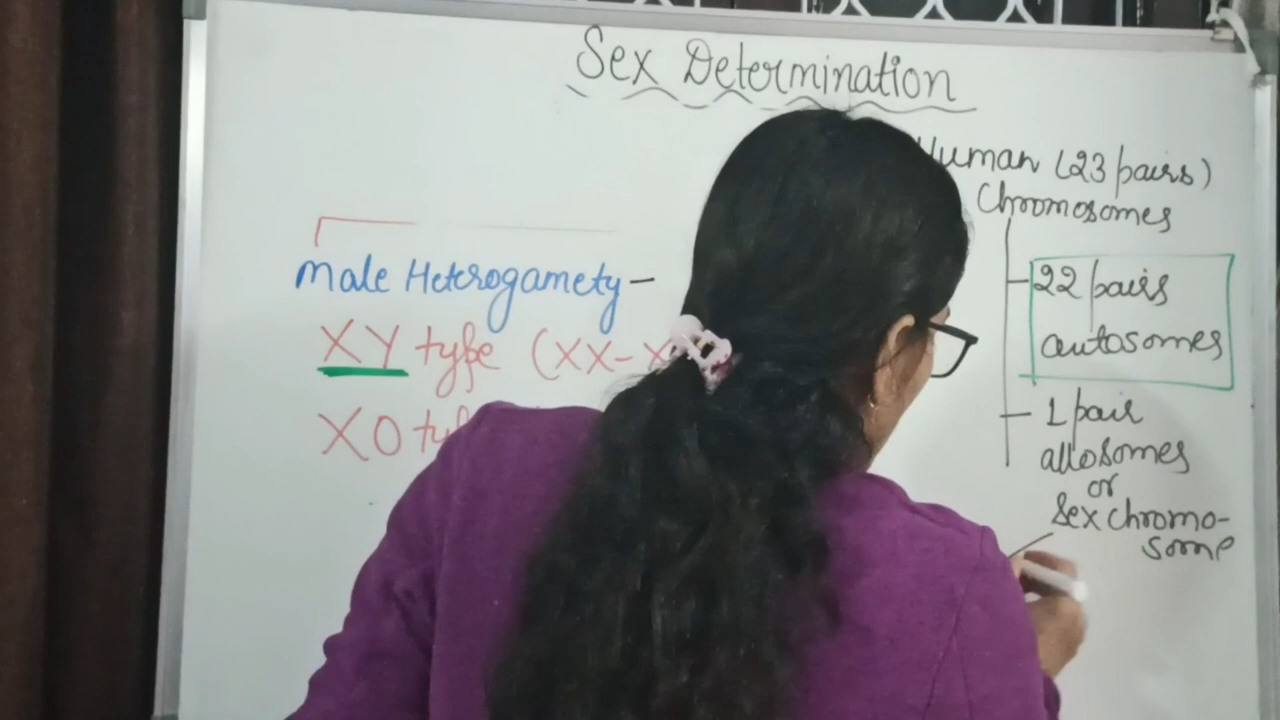 Sex Determination
Human (23 pairs)
Chromosomes
22 pairs
autosomes
1 pair
allosomes
or
Sex chromo-
some
Male Heterogamety -
XY type (XX-X
XO ty